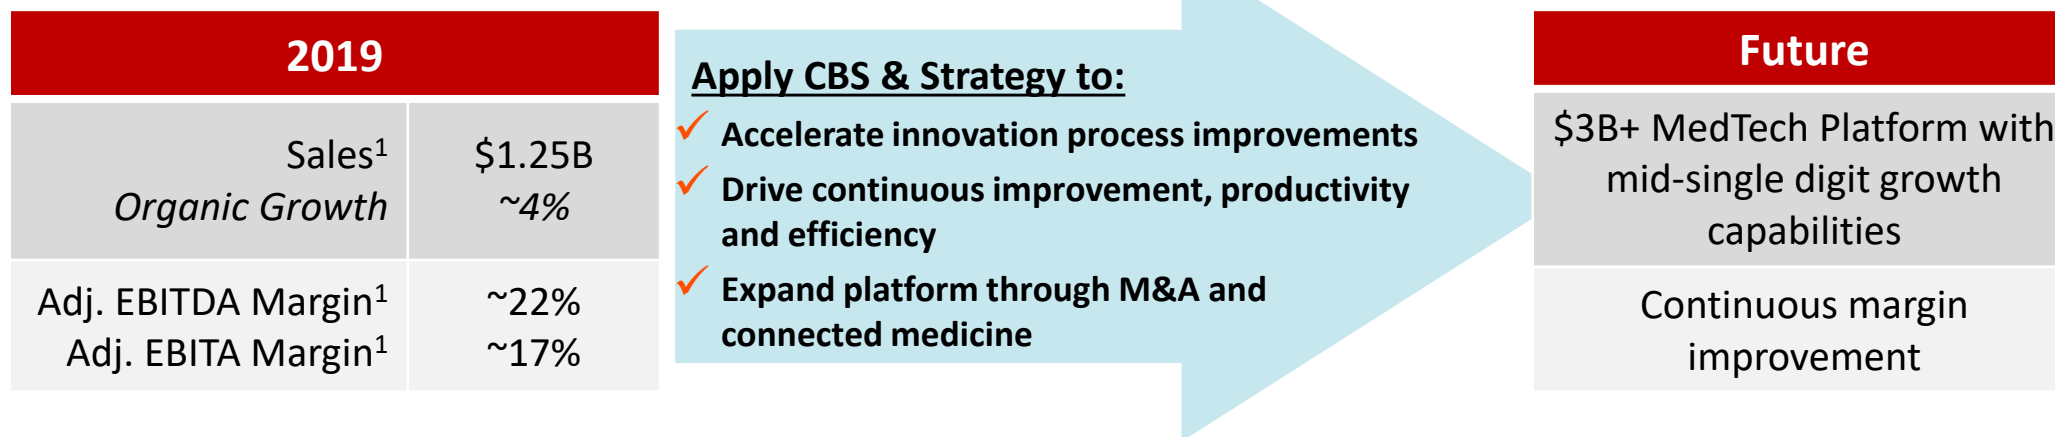 2019
Sales¹ $1.25B
Organic Growth ~4%
Adj. EBITDA Margin¹ ~22%
Adj. EBITA Margin¹ ~17%
Apply CBS & Strategy to:
✓ Accelerate innovation process improvements
✓ Drive continuous improvement, productivity
and efficiency
✓ Expand platform through M&A and
connected medicine
Future
$3B+ MedTech Platform with
mid-single digit growth
capabilities
Continuous margin
improvement